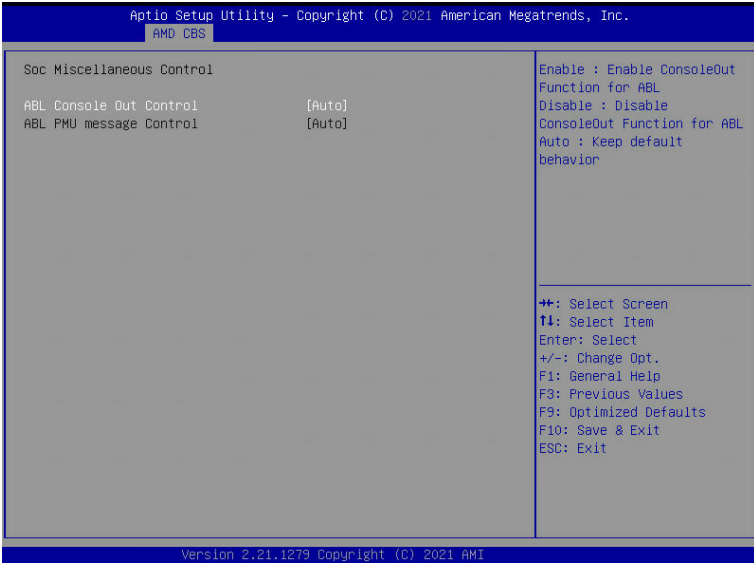 Aptio Setup Utility – Copyright (C) 2021 American Megatrends, Inc.
AMD CBS
Soc Miscellaneous Control
ABL Console Out Control [Auto]
ABL PMU message Control [Auto]
Enable : Enable ConsoleOut
Function for ABL
Disable : Disable
ConsoleOut Function for ABL
Auto : Keep default
behavior
→←: Select Screen
↑↓: Select Item
Enter: Select
+/-: Change Opt.
F1: General Help
F3: Previous Values
F9: Optimized Defaults
F10: Save & Exit
ESC: Exit
Version 2.21.1279 Copyright (C) 2021 AMI